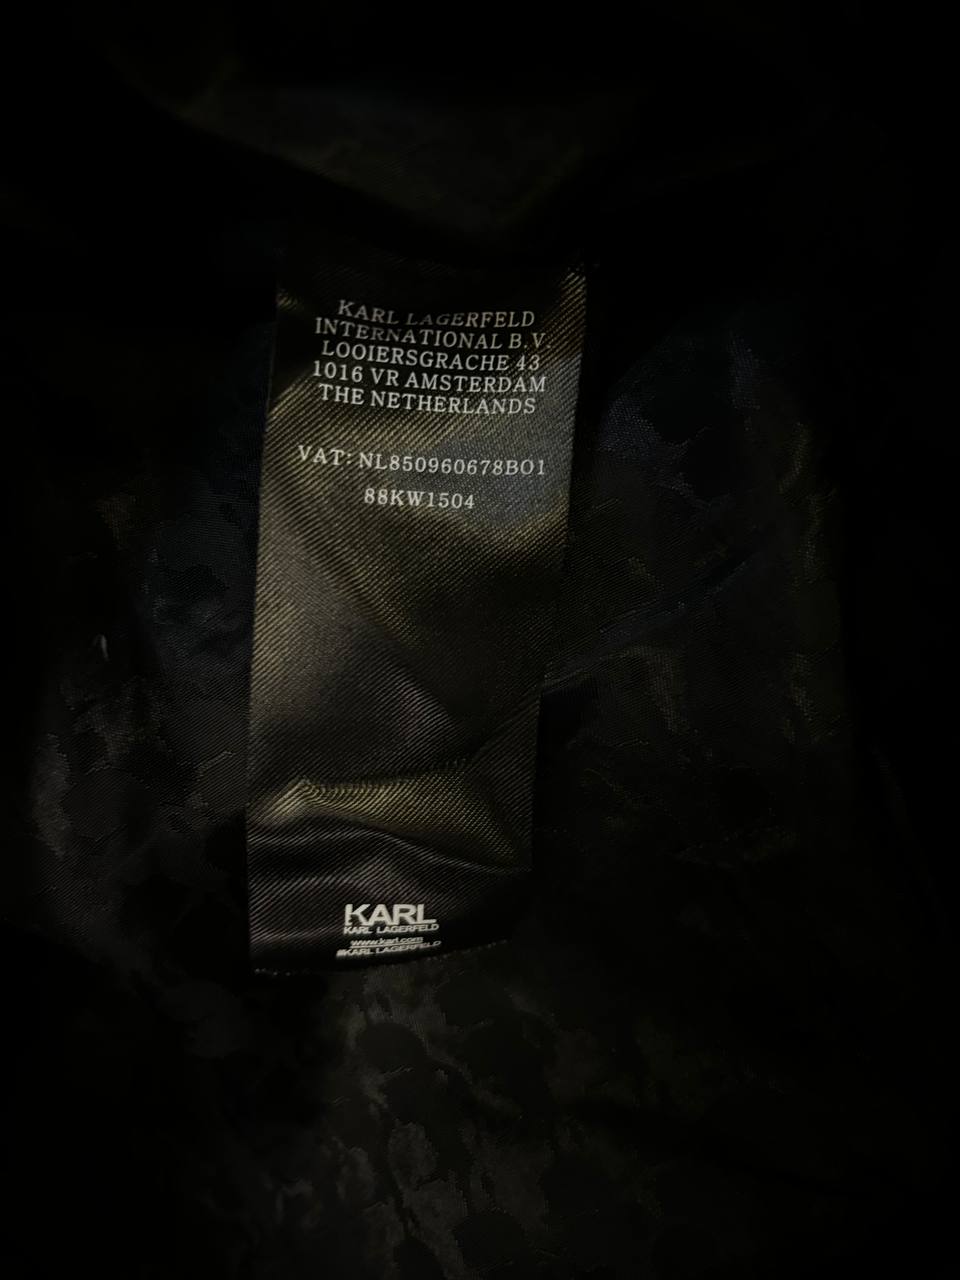 KARL LAGERFELD
INTERNATIONAL B.V.
LOOIERSGRACHE 43
1016 VR AMSTERDAM
THE NETHERLANDS
VAT: NL850960678BO1
88KW1504
KARL
KARL LAGERFELD
www.karl.com
#KARL LAGERFELD